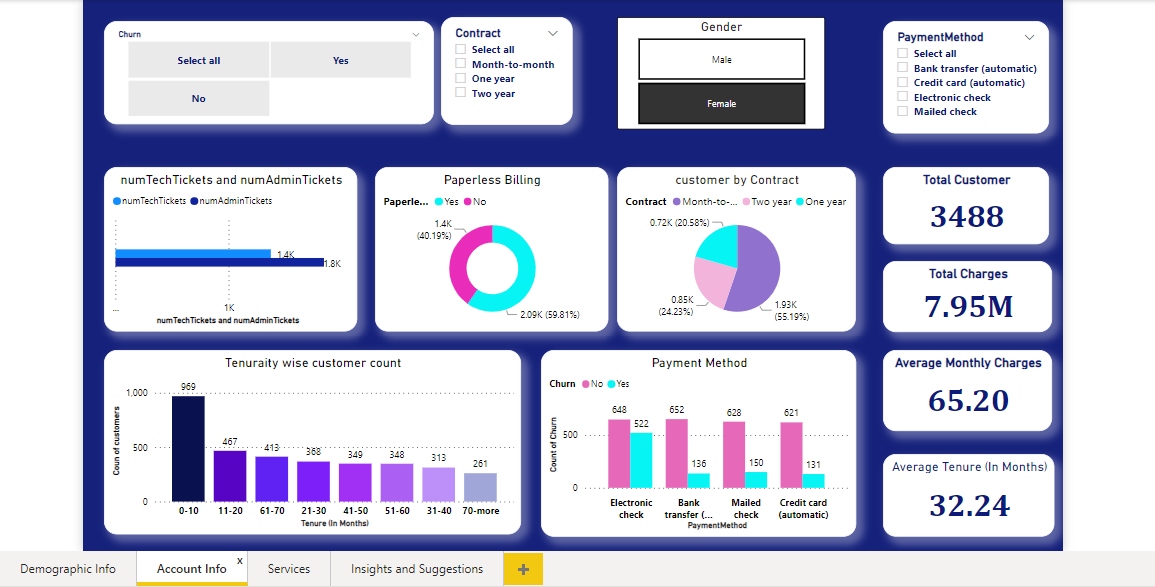 Churn
Select all
Yes
No
Contract
Select all
Month-to-month
One year
Two year
Gender
Male
Female
PaymentMethod
Select all
Bank transfer (automatic)
Credit card (automatic)
Electronic check
Mailed check
numTechTickets and numAdminTickets
numTechTickets numAdminTickets
1.4K
1.8K
...
1K
numTechTickets and numAdminTickets
Paperless Billing
Paperle... Yes No
1.4K
(40.19%)
2.09K (59.81%)
customer by Contract
Contract Month-to-... Two year One year
0.72K (20.58%)
0.85K
(24.23%)
1.93K
(55.19%)
Total Customer
3488
Total Charges
7.95M
Average Monthly Charges
65.20
Average Tenure (In Months)
32.24
Tenuraity wise customer count
Coun of customers
1,000
500
0
969
467
413
368
349
348
313
261
0-10 11-20 61-70 21-30 41-50 51-60 31-40 70-more
Tenure (In Months)
Payment Method
Churn No Yes
Count of Churn
500
0
648
522
652
136
628
150
621
131
Electronic check
Bank transfer (...
Mailed check
Credit card (automatic)
PaymentMethod
Demographic Info
Account Info x
Services
Insights and Suggestions
+